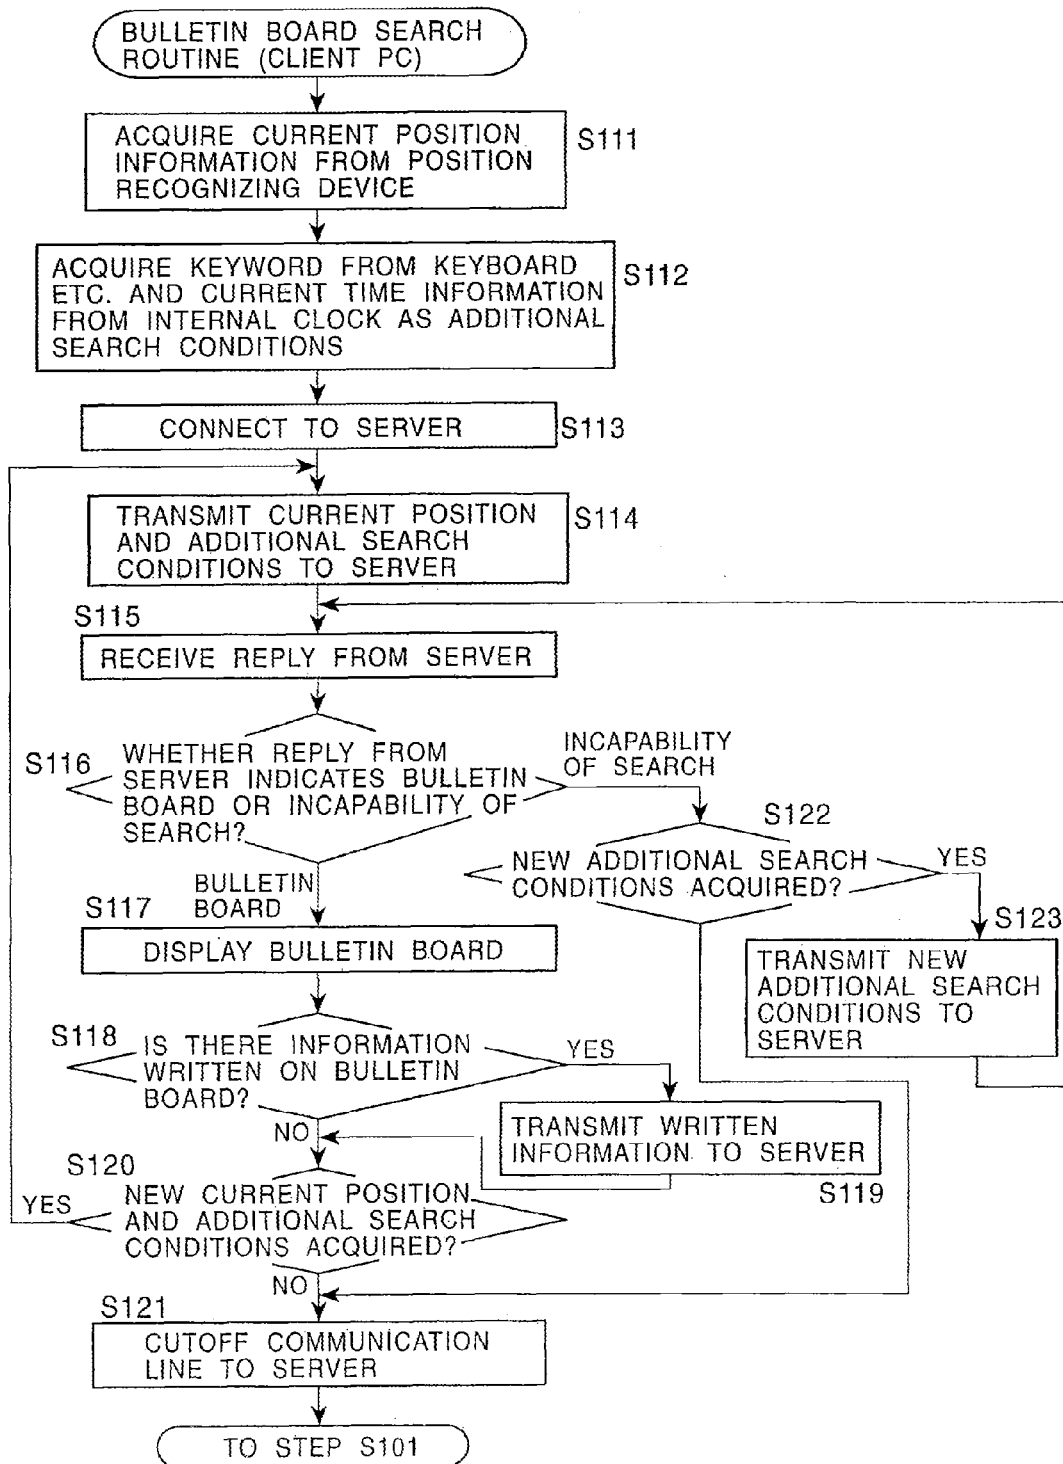 BULLETIN BOARD SEARCH
ROUTINE (CLIENT PC)
ACQUIRE CURRENT POSITION
INFORMATION FROM POSITION
RECOGNIZING DEVICE
S111
ACQUIRE KEYWORD FROM KEYBOARD
ETC. AND CURRENT TIME INFORMATION
FROM INTERNAL CLOCK AS ADDITIONAL
SEARCH CONDITIONS
S112
CONNECT TO SERVER
S113
TRANSMIT CURRENT POSITION
AND ADDITIONAL SEARCH
CONDITIONS TO SERVER
S114
S115
RECEIVE REPLY FROM SERVER
S116
WHETHER REPLY FROM
SERVER INDICATES BULLETIN
BOARD OR INCAPABILITY OF
SEARCH?
INCAPABILITY
OF SEARCH
S122
NEW ADDITIONAL SEARCH
CONDITIONS ACQUIRED?
YES
BULLETIN
BOARD
S117
DISPLAY BULLETIN BOARD
S123
TRANSMIT NEW
ADDITIONAL SEARCH
CONDITIONS TO
SERVER
S118
IS THERE INFORMATION
WRITTEN ON BULLETIN
BOARD?
YES
NO
TRANSMIT WRITTEN
INFORMATION TO SERVER
S119
S120
YES
NEW CURRENT POSITION
AND ADDITIONAL SEARCH
CONDITIONS ACQUIRED?
NO
S121
CUTOFF COMMUNICATION
LINE TO SERVER
TO STEP S101